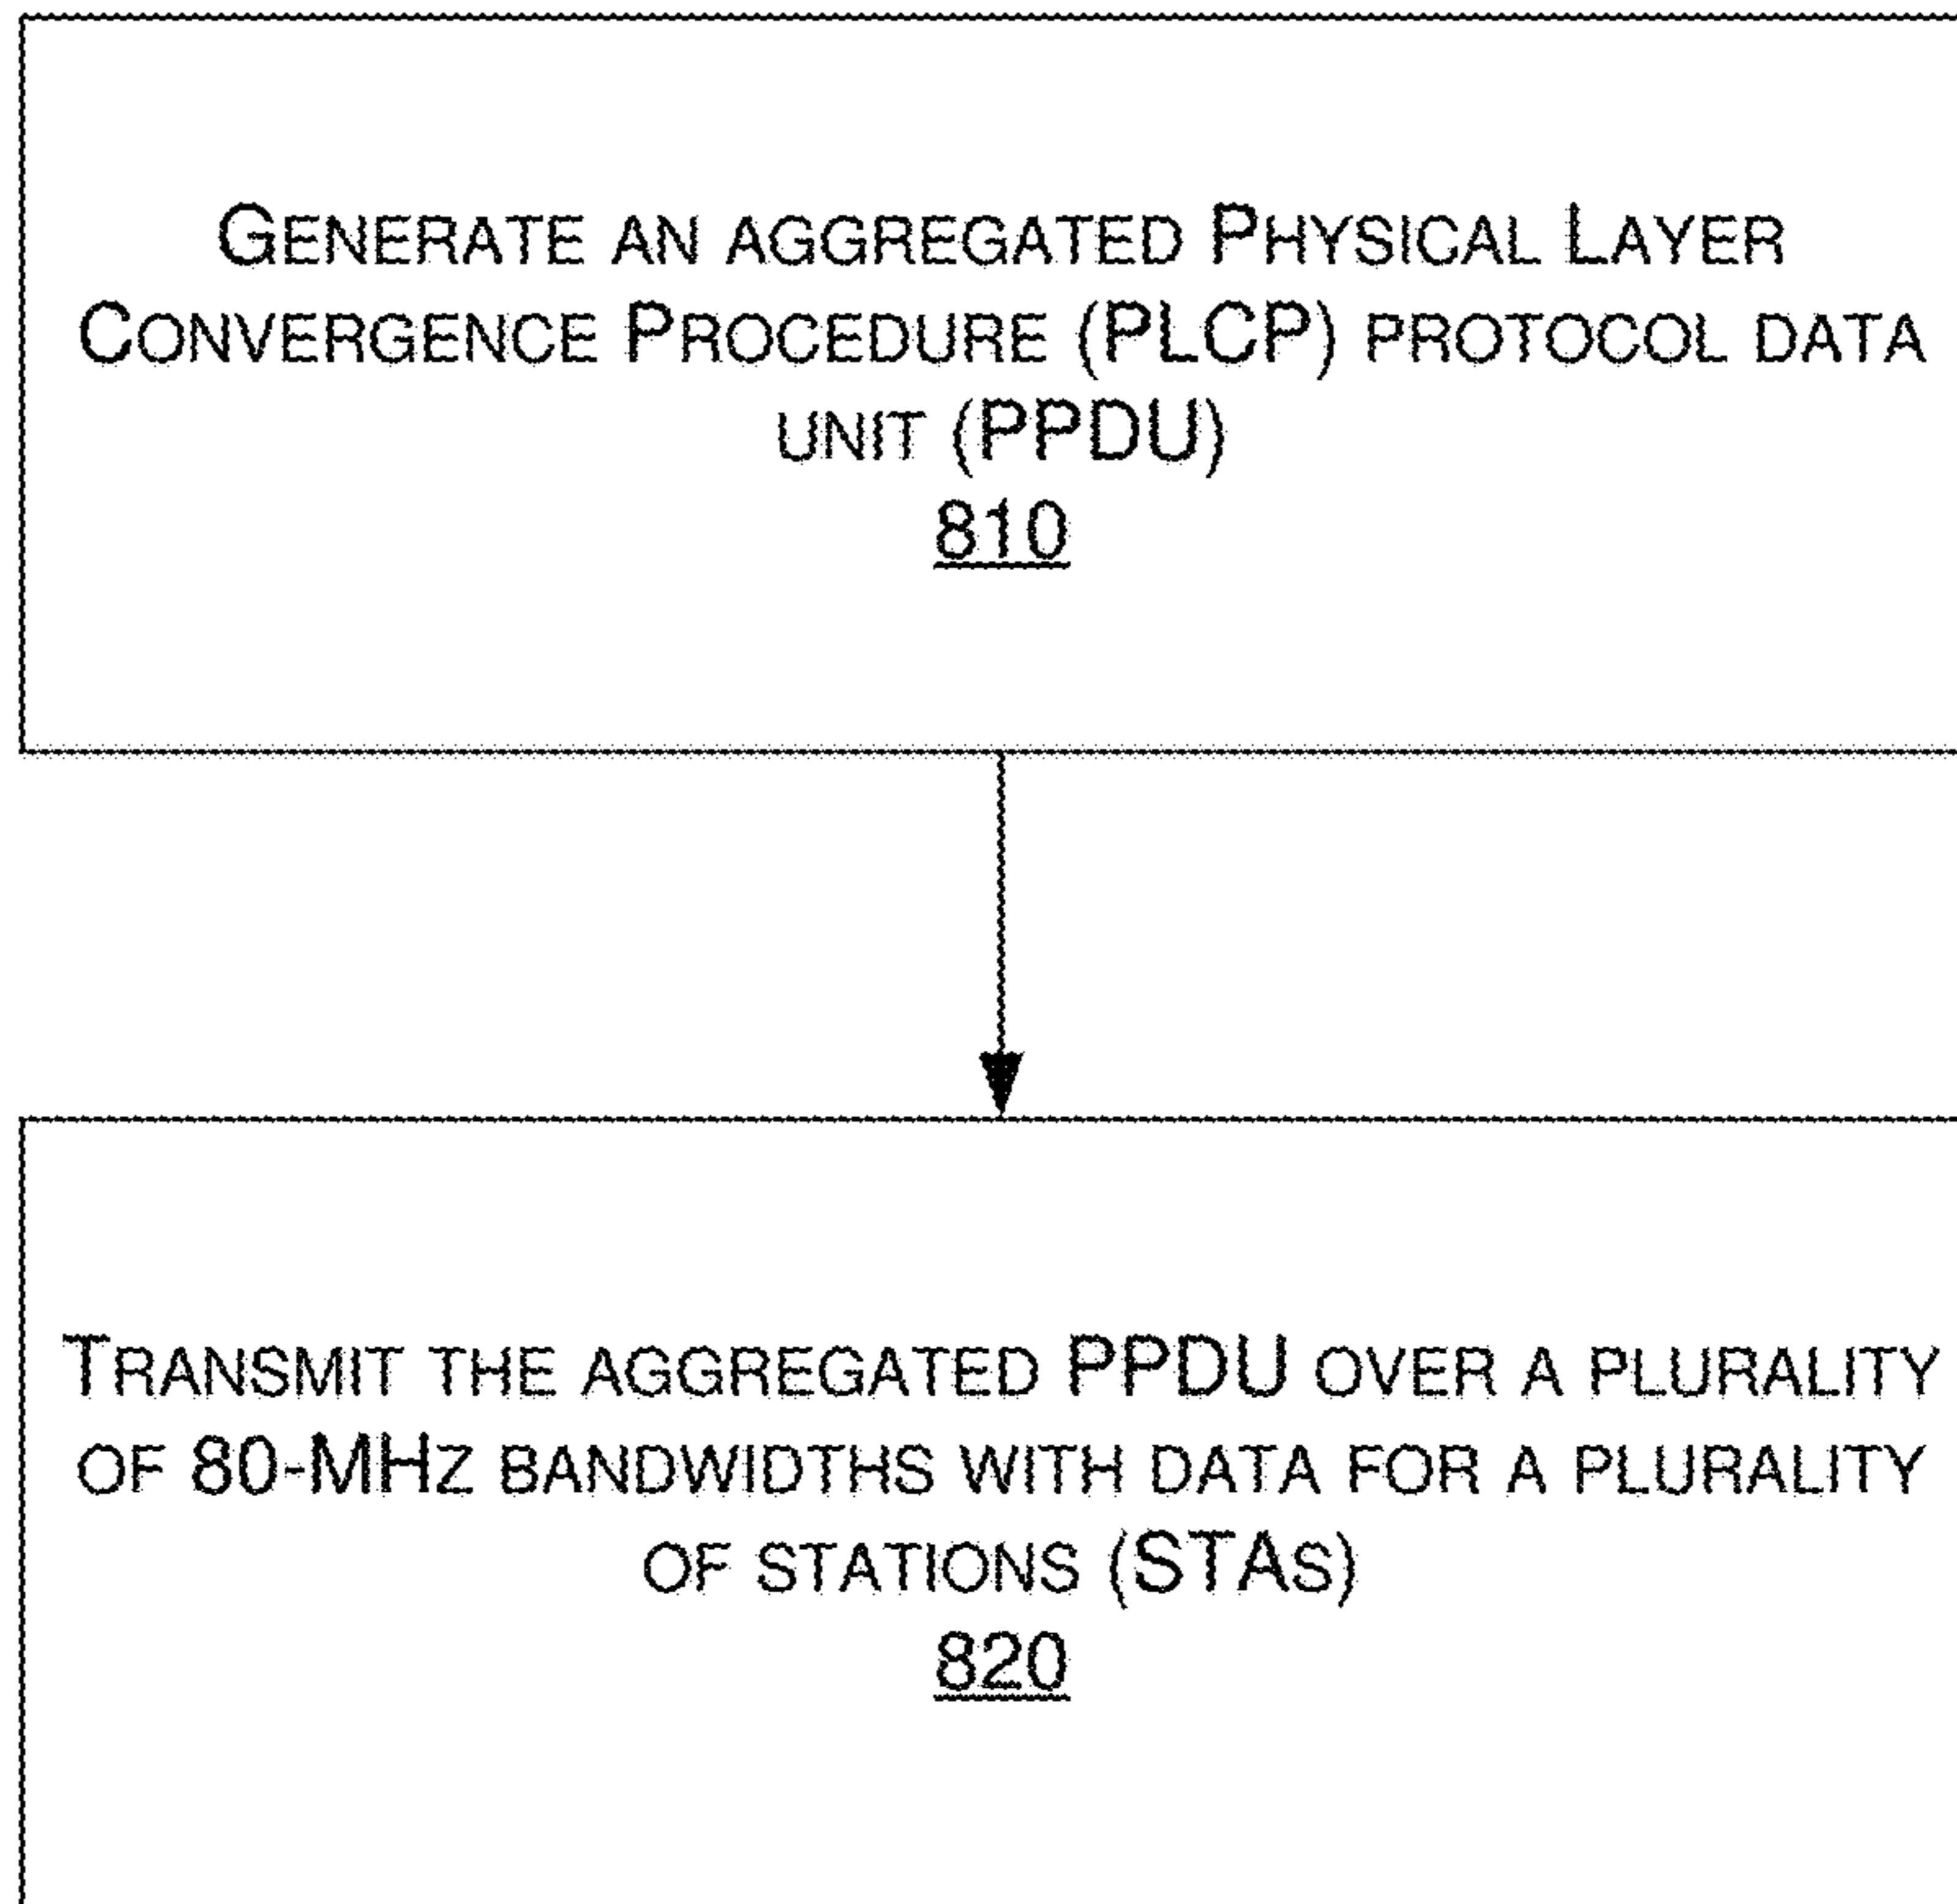 GENERATE AN AGGREGATED PHYSICAL LAYER
CONVERGENCE PROCEDURE (PLCP) PROTOCOL DATA
UNIT (PPDU)
810
TRANSMIT THE AGGREGATED PPDU OVER A PLURALITY
OF 80-MHZ BANDWIDTHS WITH DATA FOR A PLURALITY
OF STATIONS (STAS)
820